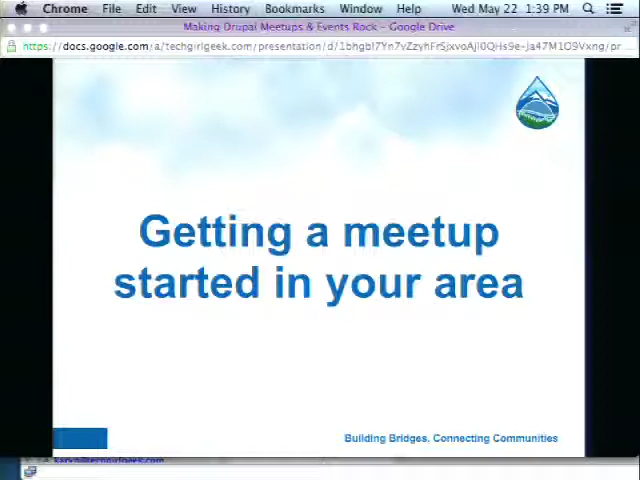 Chrome File Edit View History Bookmarks Window Help Wed May 22 1:39 PM
Making Drupal Meetups & Events Rock – Google Drive
Getting a meetup
started in your area
Building Bridges, Connecting Communities